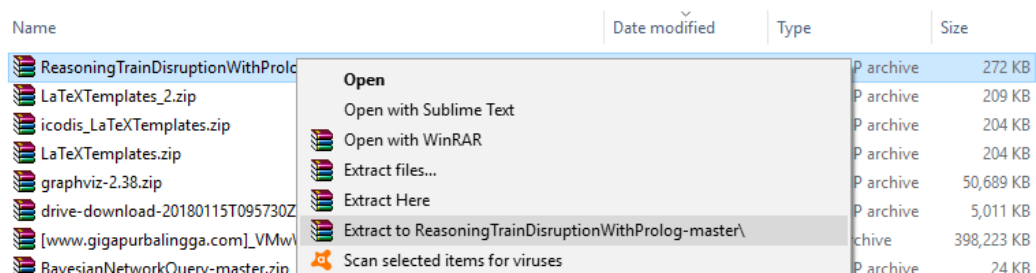 Name Date modified Type Size
ReasoningTrainDisruptionWithProlo P archive 272 KB
Open
LaTeXTemplates_2.zip P archive 209 KB
Open with Sublime Text
icodis_LaTeXTemplates.zip P archive 204 KB
Open with WinRAR
LaTeXTemplates.zip P archive 204 KB
Extract files...
graphviz-2.38.zip P archive 50,689 KB
Extract Here
drive-download-20180115T095730Z P archive 5,011 KB
Extract to ReasoningTrainDisruptionWithProlog-master\
[www.gigapurbalingga.com]_VMw chive 398,223 KB
Scan selected items for viruses
BayesianNetworkQuery-master.zip P archive 24 KB